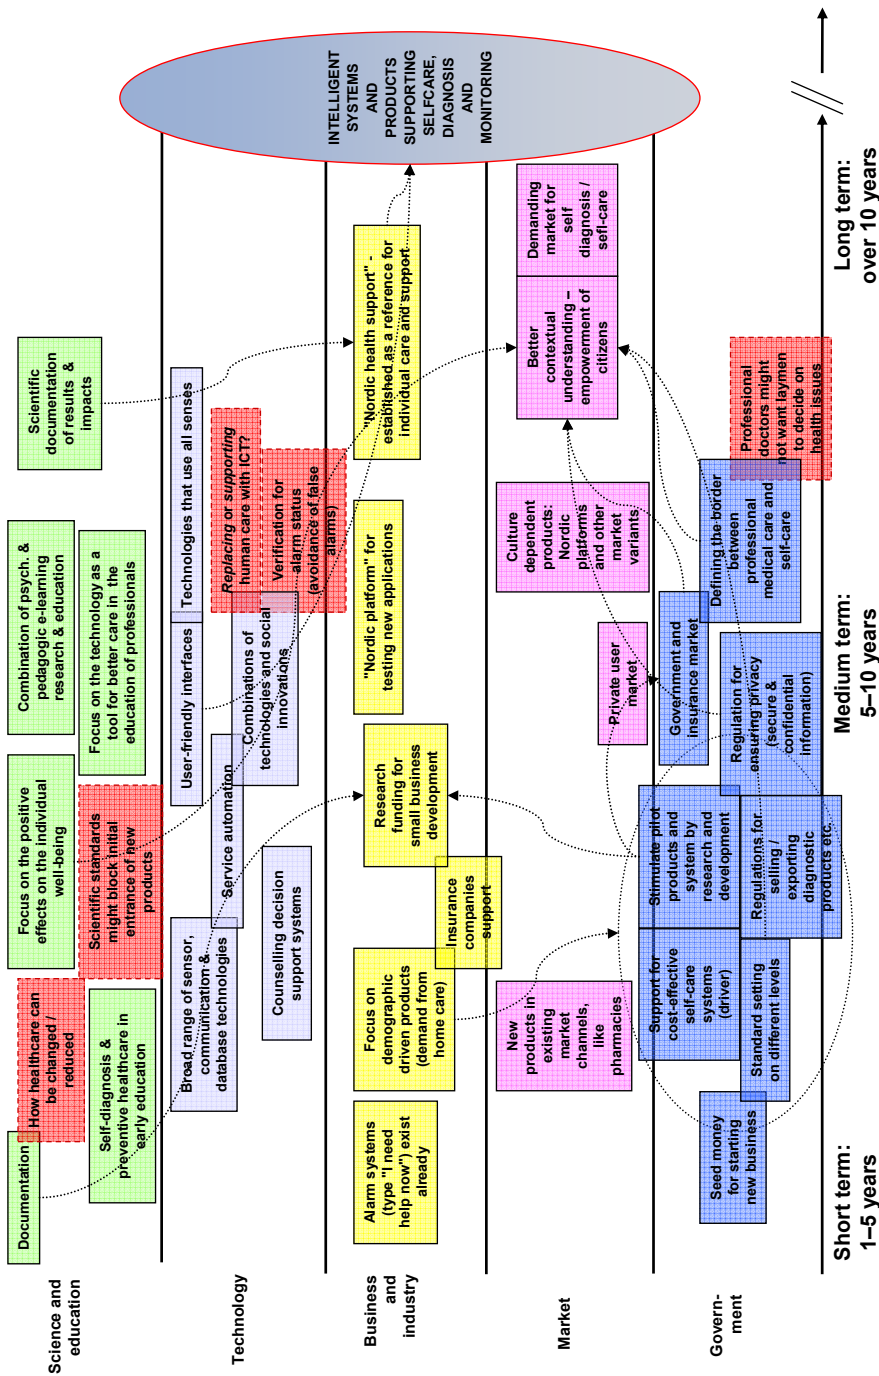 Science and
education
Documentation
How healthcare can
be changed /
reduced
Self-diagnosis &
preventive healthcare in
early education
Focus on the positive
effects on the individual
well-being
Scientific standards
might block initial
entrance of new
products
Combination of psych. &
pedagogic e-learning
research & education
Focus on the technology as a
tool for better care in the
education of professionals
Scientific
documentation
of results &
impacts
Technology
Broad range of sensor,
communication &
database technologies
Counselling decision
support systems
Service automation
User-friendly interfaces
Combinations of
technologies and social
innovations
Technologies that use all senses
Replacing or supporting
human care with ICT?
Verification for
alarm status
(avoidance of false
alarms)
Business
and
industry
Alarm systems
(type "I need
help now") exist
already
Focus on
demographic
driven products
(demand from
home care)
Insurance
companies
support
Research
funding for
small business
development
"Nordic platform" for
testing new applications
"Nordic health support" -
established as a reference for
individual care and support
Market
New
products in
existing
market
channels,
like
pharmacies
Private user
market
Culture
dependent
products:
Nordic
platforms
and other
market
variants
Better
contextual
understanding –
empowerment of
citizens
Demanding
market for
self
diagnosis /
sefl-care
Govern-
ment
Seed money
for starting
new business
Support for
cost-effective
self-care
systems
(driver)
Standard setting
on different levels
Stimulate pilot
products and
system by
research and
development
Regulations for
selling /
exporting
diagnostic
products etc.
Government and
insurance market
Regulation for
ensuring privacy
(secure &
confidential
information)
Defining the border
between
professional
medical care and
self-care
Professional
doctors might
not want laymen
to decide on
health issues
INTELLIGENT
SYSTEMS
AND
PRODUCTS
SUPPORTING
SELFCARE,
DIAGNOSIS
AND
MONITORING
Short term:
1–5 years
Medium term:
5–10 years
Long term:
over 10 years